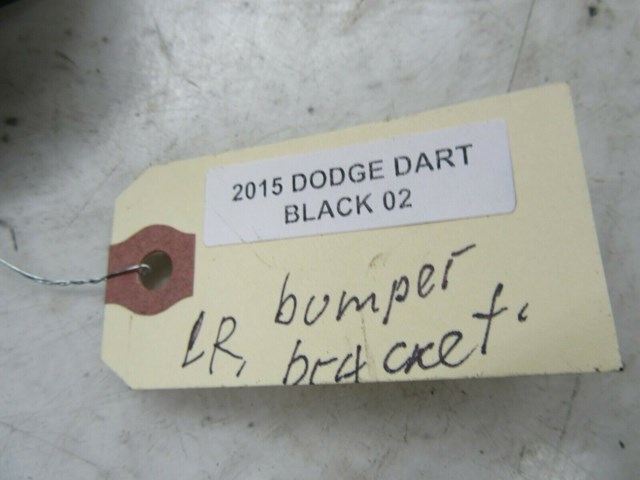 2015 DODGE DART
BLACK 02
bumper
LR, bracket.